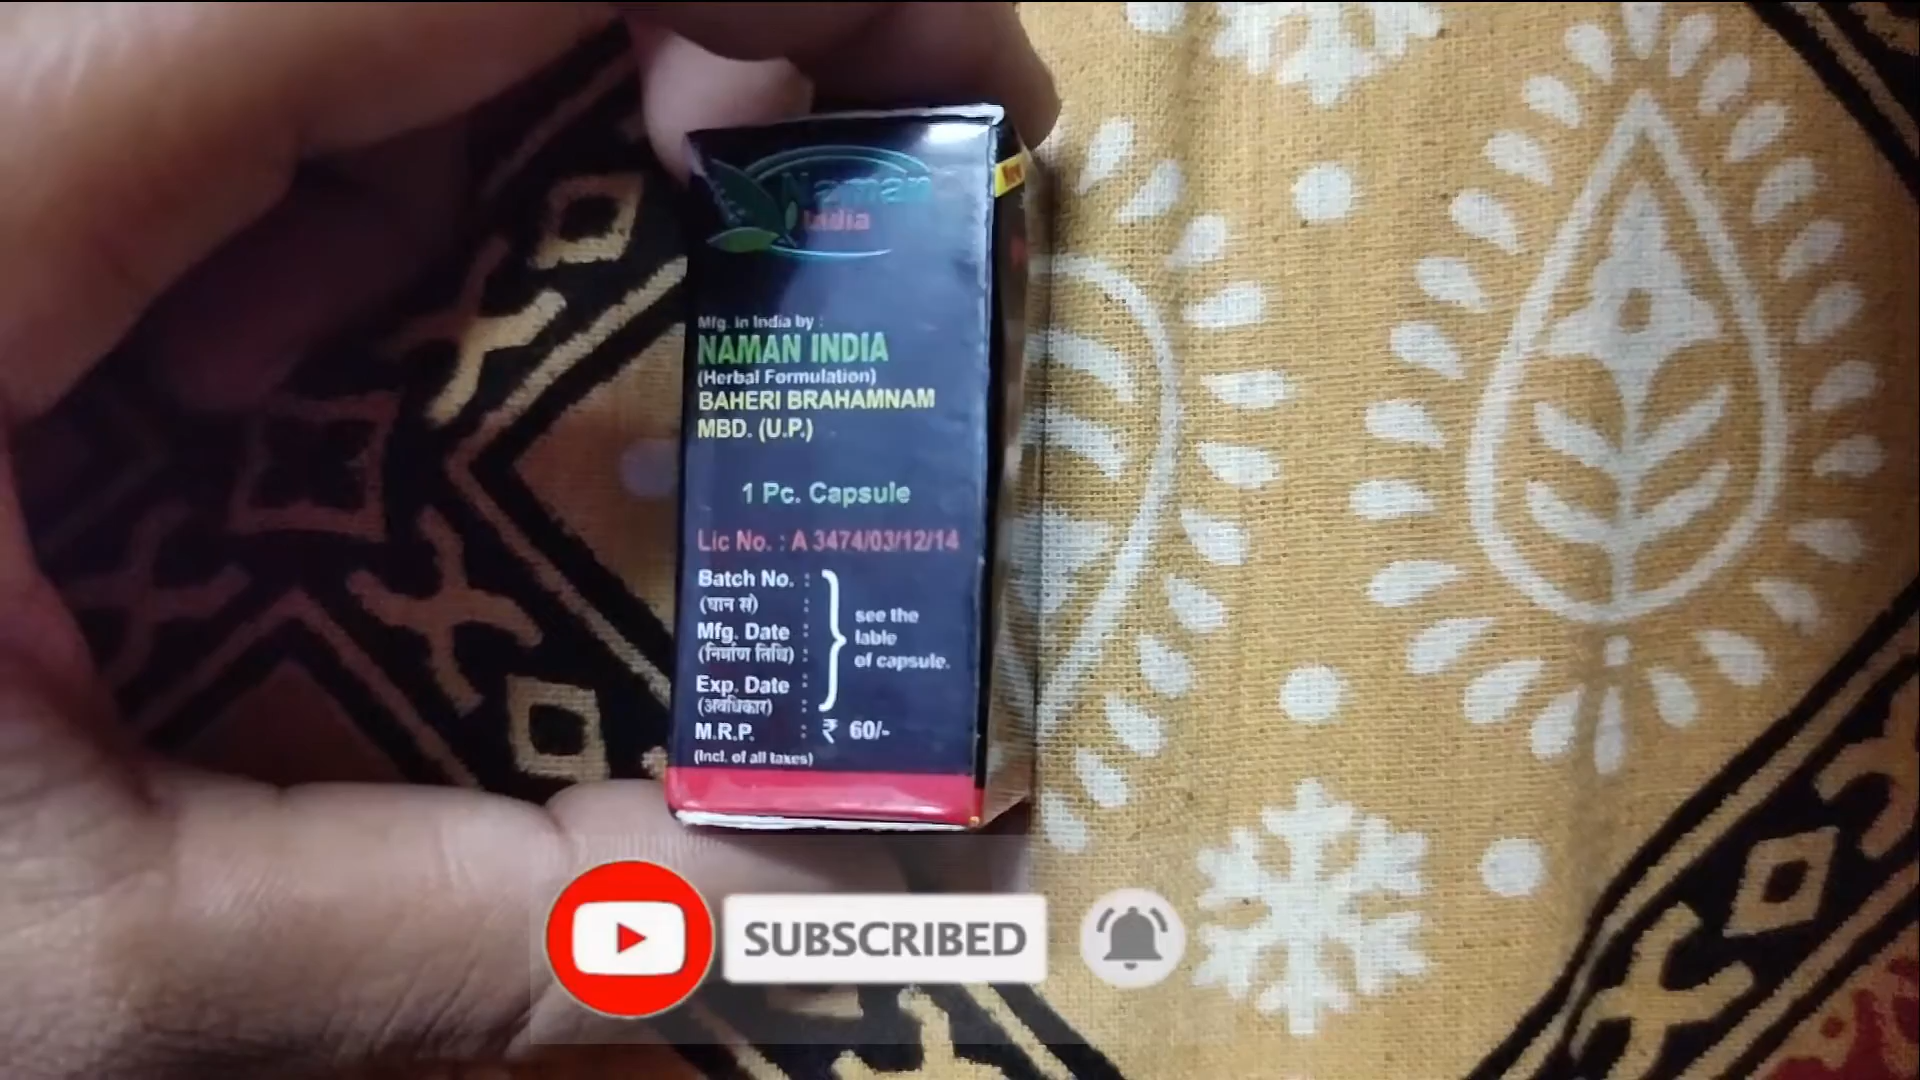 Naman
India
Mfg. in India by :
NAMAN INDIA
(Herbal Formulation)
BAHERI BRAHAMNAM
MBD. (U.P.)
1 Pc. Capsule
Lic No. : A 3474/03/12/14
Batch No. :
(घान सं) :
Mfg. Date :
(निर्माण तिथि) :
Exp. Date :
(अवधिकार) :
see the
lable
of capsule.
M.R.P. : ₹ 60/-
(Incl. of all taxes)
SUBSCRIBED